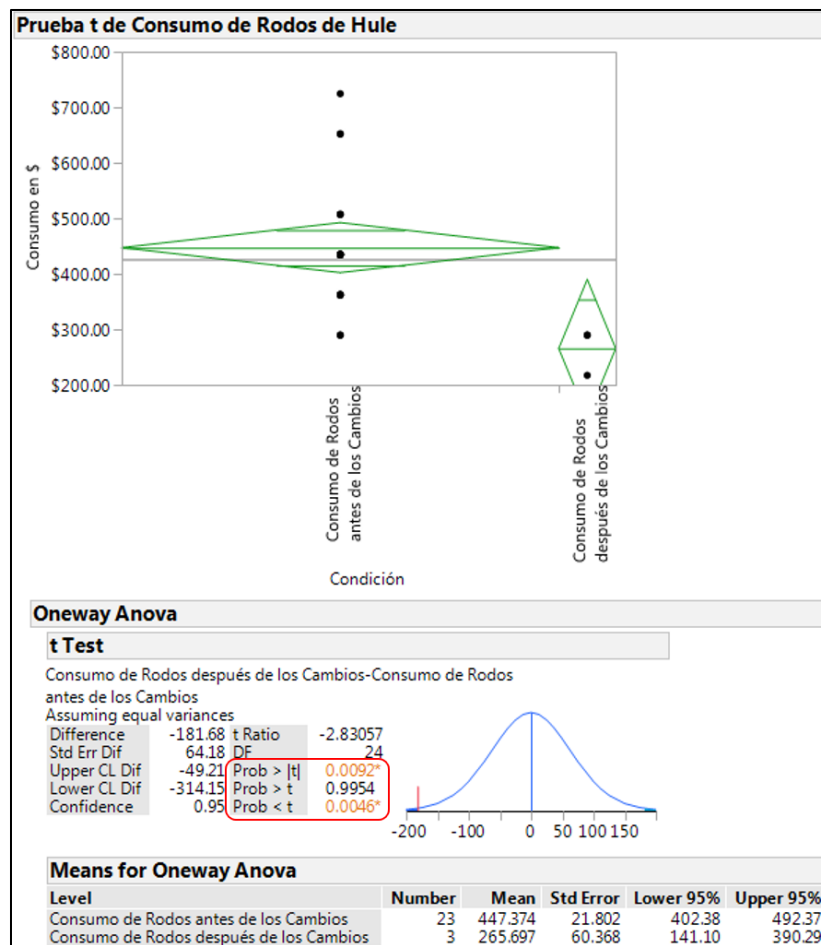 Prueba t de Consumo de Rodos de Hule
$800.00
$700.00
$600.00
$500.00
$400.00
$300.00
$200.00
Consumo en $
Consumo de Rodos
antes de los Cambios
Consumo de Rodos
después de los Cambios
Condición
Oneway Anova
t Test
Consumo de Rodos después de los Cambios-Consumo de Rodos
antes de los Cambios
Assuming equal variances
Difference -181.68 t Ratio -2.83057
Std Err Dif 64.18 DF 24
Upper CL Dif -49.21 Prob > |t| 0.0092*
Lower CL Dif -314.15 Prob > t 0.9954
Confidence 0.95 Prob < t 0.0046*
-200 -100 0 50 100 150
Means for Oneway Anova
Level Number Mean Std Error Lower 95% Upper 95%
Consumo de Rodos antes de los Cambios 23 447.374 21.802 402.38 492.37
Consumo de Rodos después de los Cambios 3 265.697 60.368 141.10 390.29